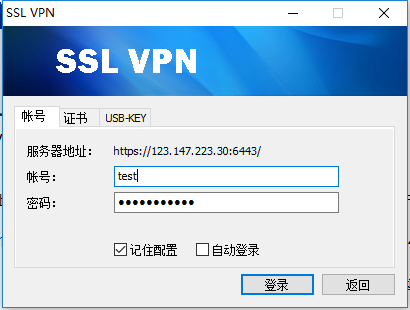 SSL VPN
SSL VPN
帐号 证书 USB-KEY
服务器地址: https://123.147.223.30:6443/
帐号: test
密码: ●●●●●●●●●●●
记住配置 自动登录
登录 返回